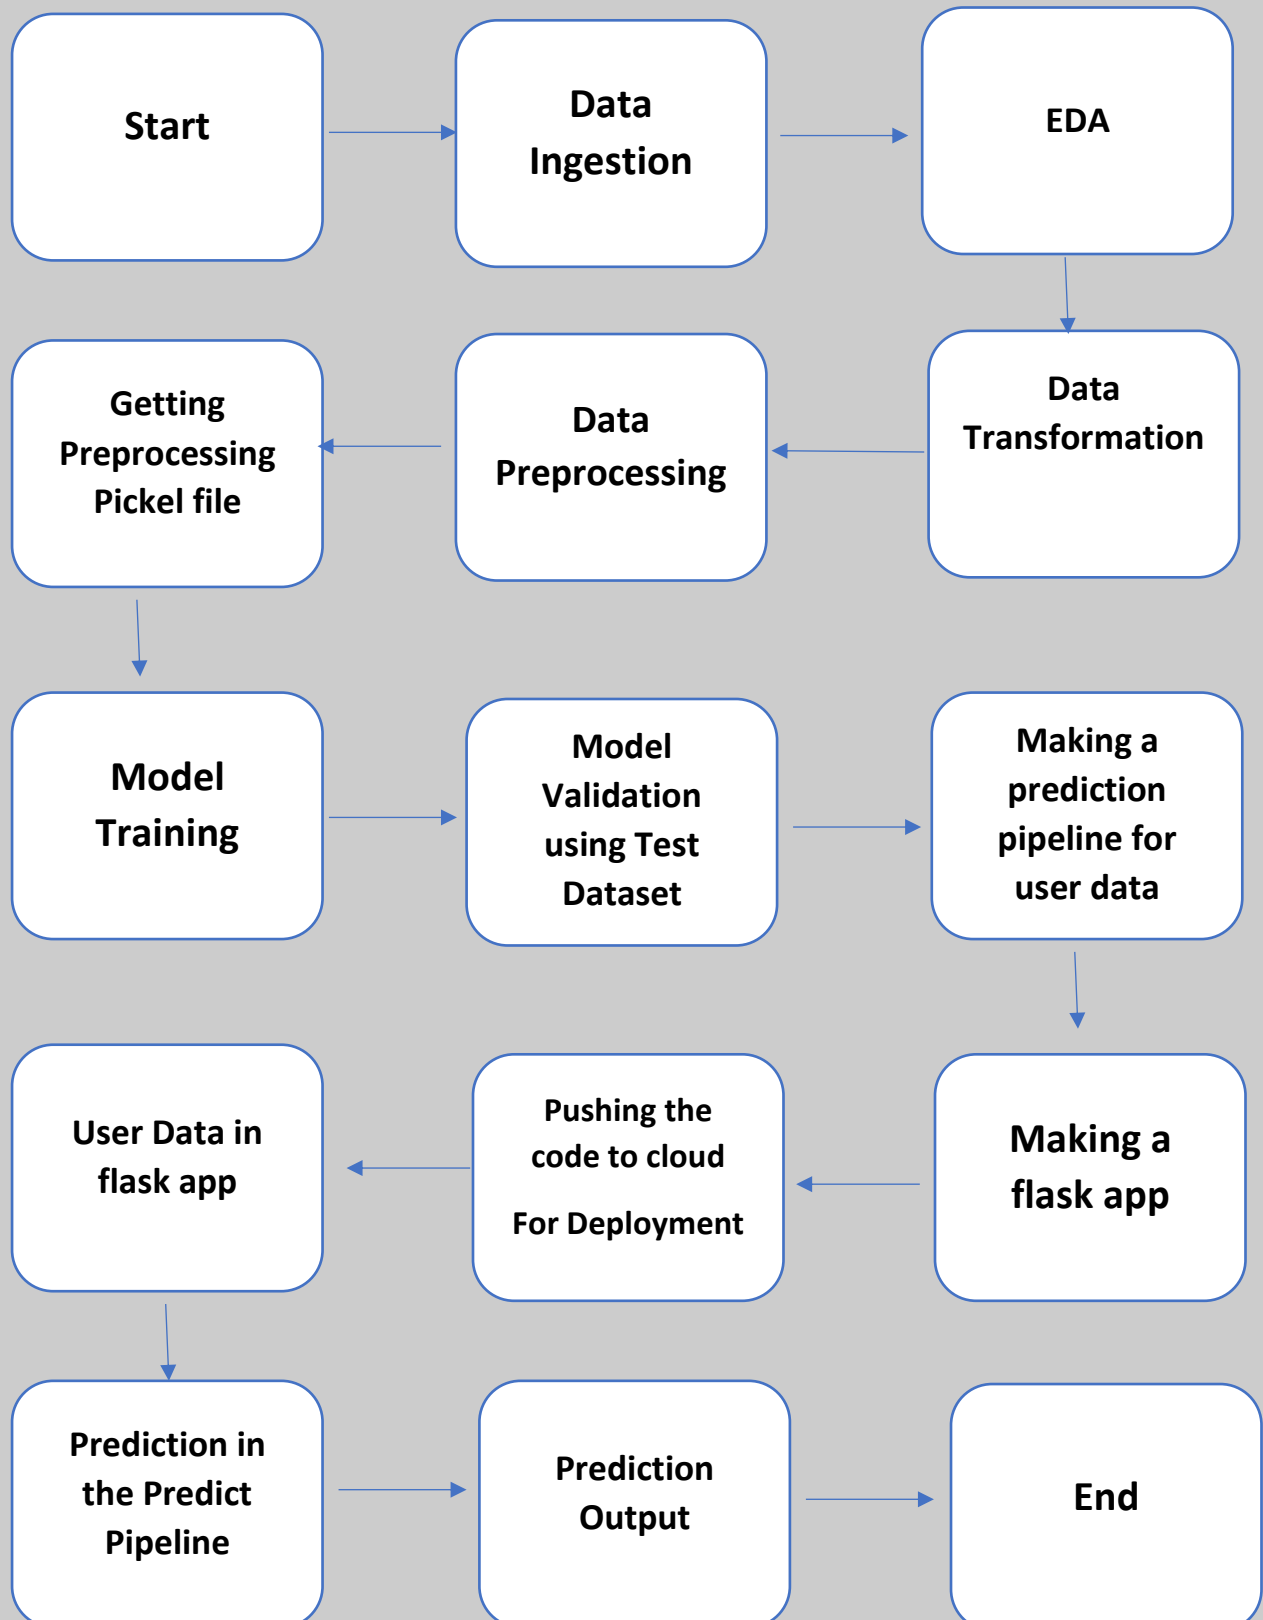 Start
Data
Ingestion
EDA
Data
Transformation
Data
Preprocessing
Getting
Preprocessing
Pickel file
Model
Training
Model
Validation
using Test
Dataset
Making a
prediction
pipeline for
user data
Making a
flask app
Pushing the
code to cloud
For Deployment
User Data in
flask app
Prediction in
the Predict
Pipeline
Prediction
Output
End